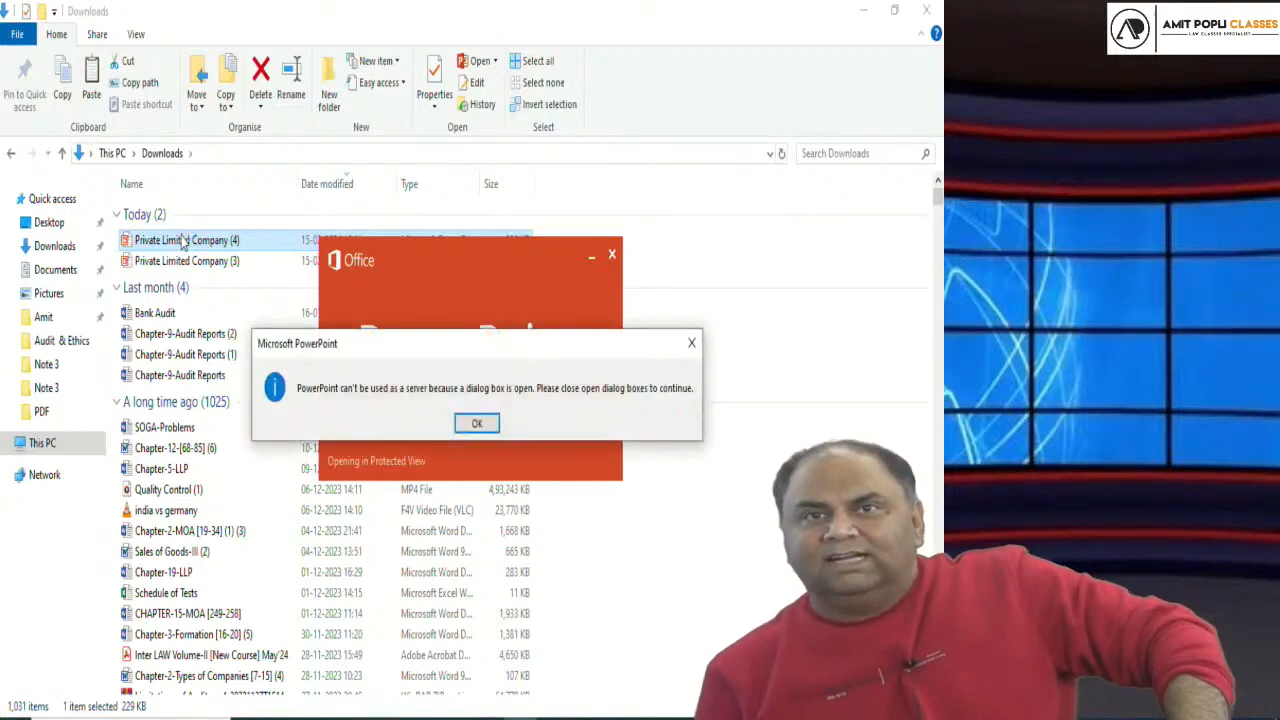 Downloads
AMIT POPLI CLASSES
LAW CLASSES SPECIALIST
File Home Share View
Pin to Quick access
Copy
Paste
Cut
Copy path
Paste shortcut
Clipboard
Move to
Copy to
Delete
Rename
Organise
New folder
New item
Easy access
New
Properties
Open
Edit
History
Open
Select all
Select none
Invert selection
Select
This PC > Downloads >
Search Downloads
Quick access
Desktop
Downloads
Documents
Pictures
Amit
Audit & Ethics
Note 3
Note 3
PDF
This PC
Network
Name Date modified Type Size
Today (2)
Private Limited Company (4) 15-0
Private Limited Company (3) 15-0
Last month (4)
Bank Audit 16-0
Chapter-9-Audit Reports (2)
Chapter-9-Audit Reports (1)
Chapter-9-Audit Reports
A long time ago (1025)
SOGA-Problems
Chapter-12-[68-85] (6) 10-
Chapter-5-LLP 09-
Quality Control (1) 06-12-2023 14:11 MP4 File 4,93,243 KB
india vs germany 06-12-2023 14:10 F4V Video File (VLC) 23,770 KB
Chapter-2-MOA [19-34] (1) (3) 04-12-2023 21:41 Microsoft Word D... 1,668 KB
Sales of Goods-III (2) 04-12-2023 13:51 Microsoft Word 9... 665 KB
Chapter-19-LLP 01-12-2023 16:29 Microsoft Word D... 283 KB
Schedule of Tests 01-12-2023 14:15 Microsoft Excel W... 11 KB
CHAPTER-15-MOA [249-258] 01-12-2023 11:14 Microsoft Word D... 1,933 KB
Chapter-3-Formation [16-20] (5) 30-11-2023 11:20 Microsoft Word D... 1,381 KB
Inter LAW Volume-II [New Course] May'24 28-11-2023 15:49 Adobe Acrobat D... 4,650 KB
Chapter-2-Types of Companies [7-15] (4) 28-11-2023 10:23 Microsoft Word 9... 107 KB
Office
Microsoft PowerPoint
PowerPoint can't be used as a server because a dialog box is open. Please close open dialog boxes to continue.
OK
Opening in Protected View
1,031 items 1 item selected 229 KB